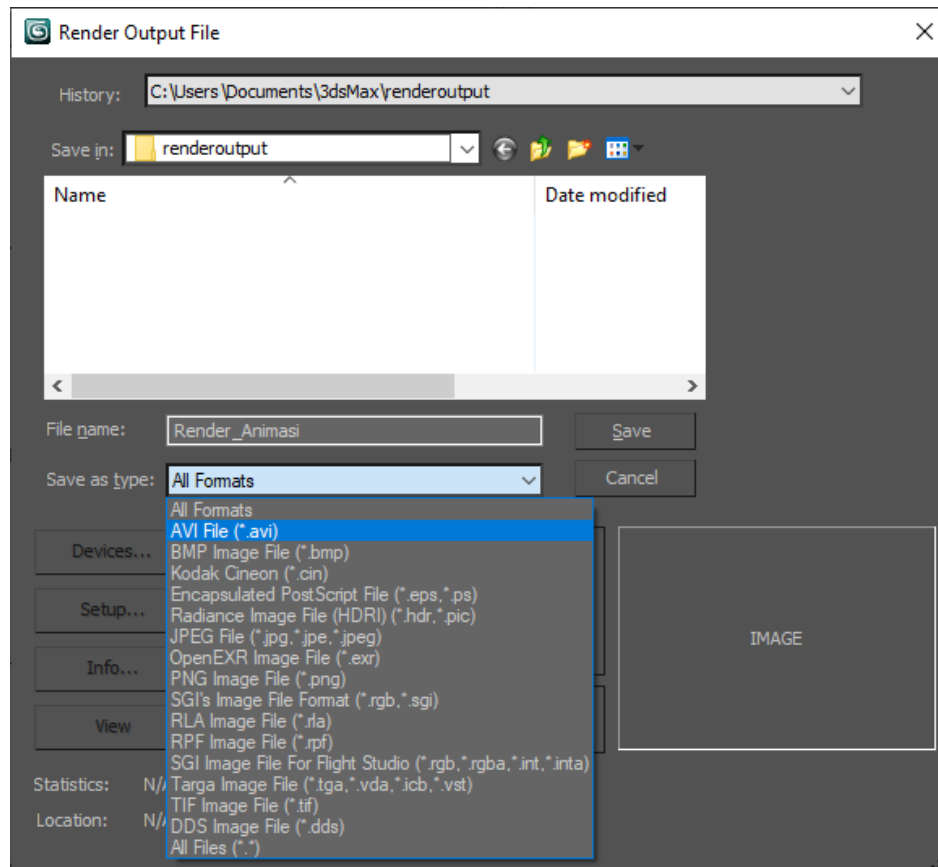 Render Output File
History: C:\Users\Documents\3dsMax\renderoutput
Save in: renderoutput
Name Date modified
File name: Render_Animasi Save
Save as type: All Formats Cancel
All Formats
AVI File (*.avi)
Devices... BMP Image File (*.bmp)
Kodak Cineon (*.cin)
Encapsulated PostScript File (*.eps,*.ps)
Setup... Radiance Image File (HDRI) (*.hdr,*.pic)
JPEG File (*.jpg,*.jpe,*.jpeg) IMAGE
OpenEXR Image File (*.exr)
Info... PNG Image File (*.png)
SGI's Image File Format (*.rgb,*.sgi)
View RLA Image File (*.rla)
RPF Image File (*.rpf)
SGI Image File For Flight Studio (*.rgb,*.rgba,*.int,*.inta)
Statistics: N/ Targa Image File (*.tga,*.vda,*.icb,*.vst)
TIF Image File (*.tif)
Location: N/ DDS Image File (*.dds)
All Files (*.*)